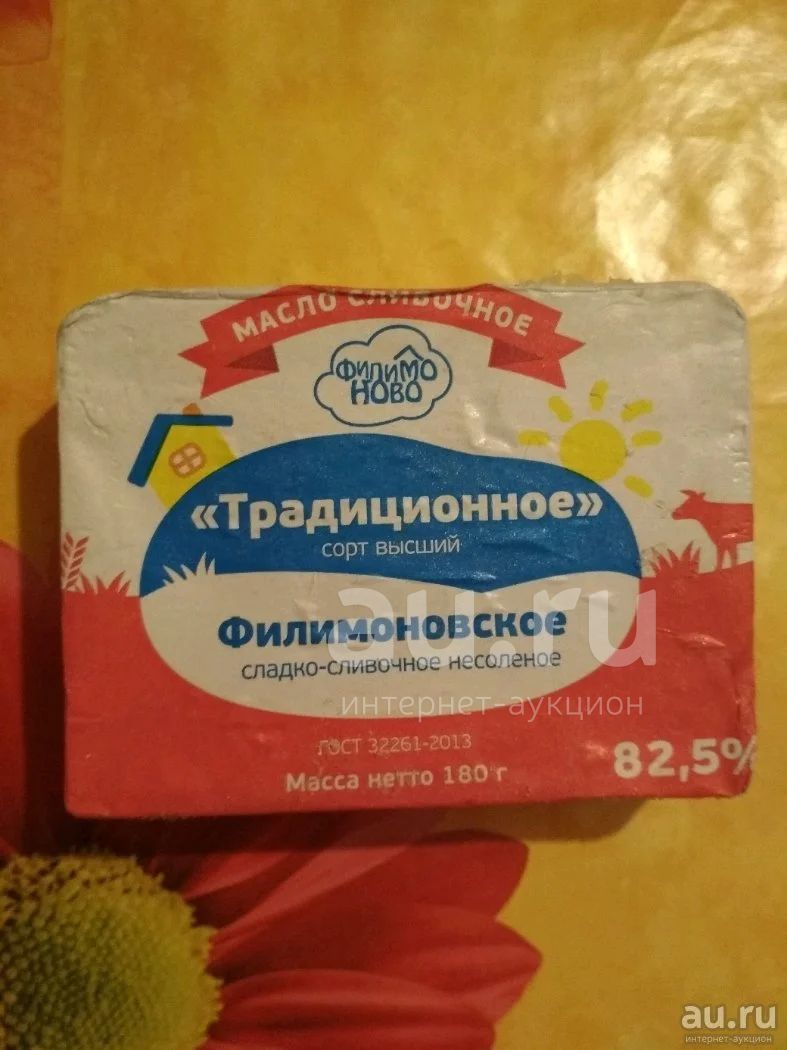 МАСЛО СЛИВОЧНОЕ
ФИЛИМО
НОВО
«Традиционное»
сорт высший
Филимоновское
сладко-сливочное несоленое
au.ru
интернет-аукцион
ГОСТ 32261-2013
Масса нетто 180 г
82,5%
au.ru
интернет-аукцион